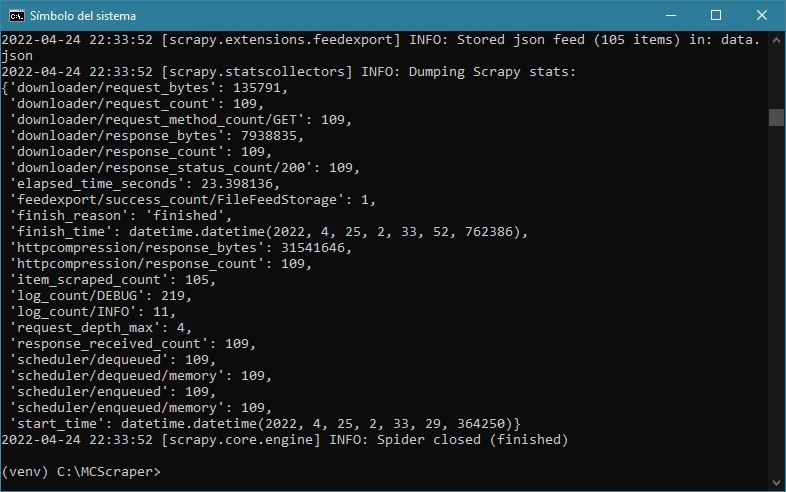 Símbolo del sistema
2022-04-24 22:33:52 [scrapy.extensions.feedexport] INFO: Stored json feed (105 items) in: data.
json
2022-04-24 22:33:52 [scrapy.statscollectors] INFO: Dumping Scrapy stats:
{'downloader/request_bytes': 135791,
 'downloader/request_count': 109,
 'downloader/request_method_count/GET': 109,
 'downloader/response_bytes': 7938835,
 'downloader/response_count': 109,
 'downloader/response_status_count/200': 109,
 'elapsed_time_seconds': 23.398136,
 'feedexport/success_count/FileFeedStorage': 1,
 'finish_reason': 'finished',
 'finish_time': datetime.datetime(2022, 4, 25, 2, 33, 52, 762386),
 'httpcompression/response_bytes': 31541646,
 'httpcompression/response_count': 109,
 'item_scraped_count': 105,
 'log_count/DEBUG': 219,
 'log_count/INFO': 11,
 'request_depth_max': 4,
 'response_received_count': 109,
 'scheduler/dequeued': 109,
 'scheduler/dequeued/memory': 109,
 'scheduler/enqueued': 109,
 'scheduler/enqueued/memory': 109,
 'start_time': datetime.datetime(2022, 4, 25, 2, 33, 29, 364250)}
2022-04-24 22:33:52 [scrapy.core.engine] INFO: Spider closed (finished)
(venv) C:\MCScraper>